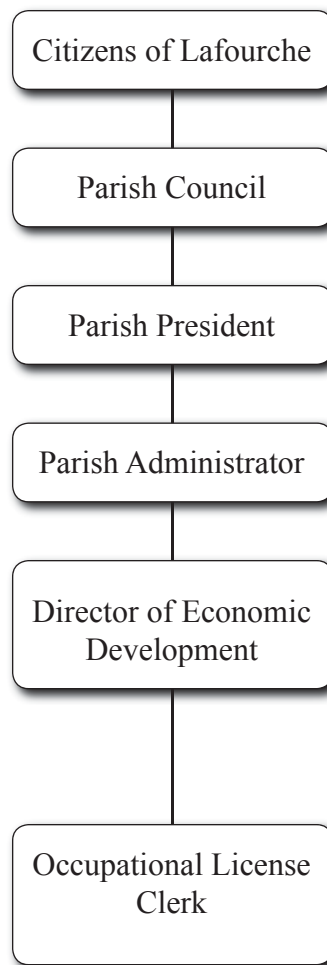 Citizens of Lafourche
Parish Council
Parish President
Parish Administrator
Director of Economic
Development
Occupational License
Clerk